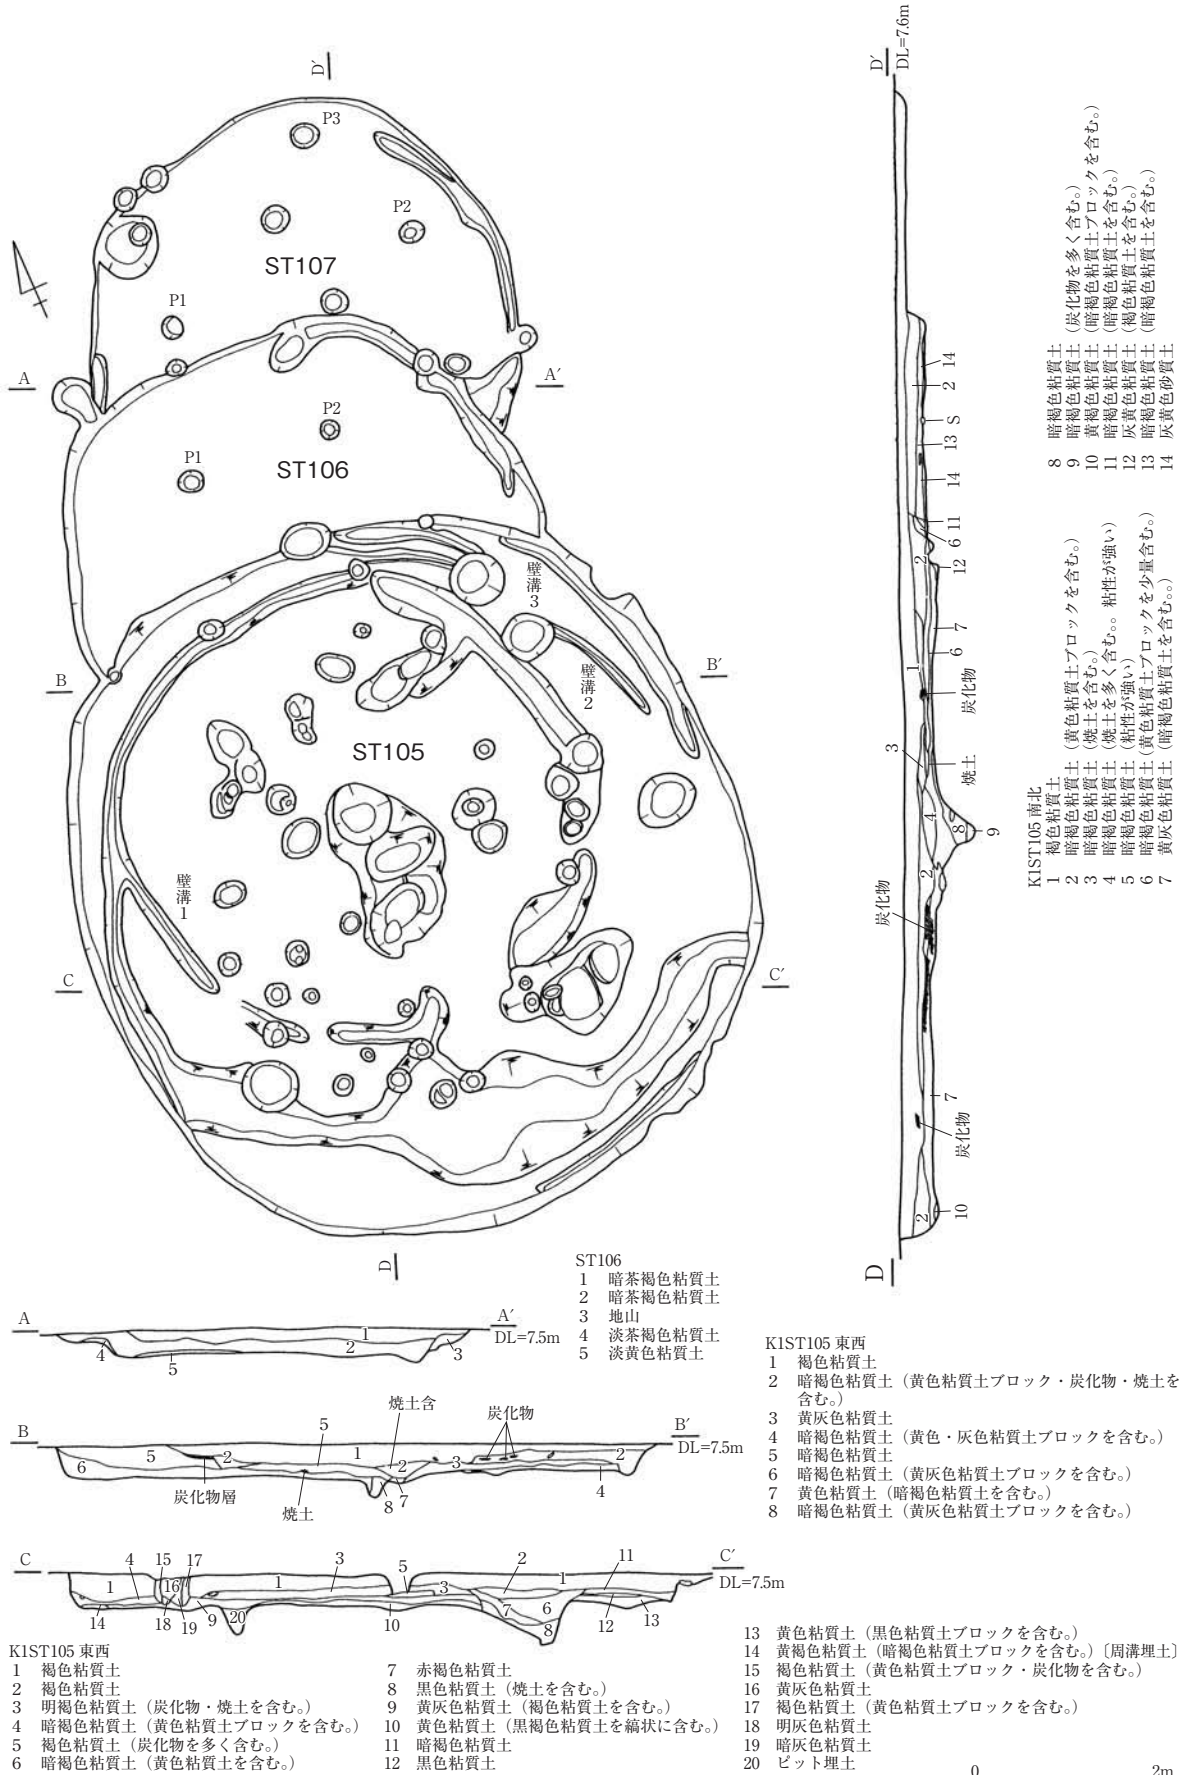 D′
P3
P2
ST107
P1
A
A′
P2
P1
ST106
壁溝3
壁溝2
B
B′
ST105
壁溝1
C
C′
D
D′
DL=7.6m
14
2
S
13
14
11
6
2
12
7
6
1
炭化物
3
焼土
4
8
9
2
炭化物
7
炭化物
2
10
D
K1ST105 南北
1 褐色粘質土
2 暗褐色粘質土（黄色粘質土ブロックを含む。）
3 暗褐色粘質土（焼土を含む。）
4 暗褐色粘質土（焼土を多く含む。。粘性が強い）
5 暗褐色粘質土（粘性が強い）
6 暗褐色粘質土（黄色粘質土ブロックを少量含む。）
7 黄灰色粘質土（暗褐色粘質土を含む。。）
8 暗褐色粘質土
9 暗褐色粘質土（炭化物を多く含む。）
10 黄褐色粘質土（暗褐色粘質土ブロックを含む。）
11 暗褐色粘質土（暗褐色粘質土を含む。）
12 灰黄色粘質土（褐色粘質土を含む。）
13 暗褐色粘質土（暗褐色粘質土を含む。）
14 灰黄色砂質土
ST106
1 暗茶褐色粘質土
2 暗茶褐色粘質土
3 地山
4 淡茶褐色粘質土
5 淡黄色粘質土
A
A′
DL=7.5m
1
2
4
5
3
K1ST105 東西
1 褐色粘質土
2 暗褐色粘質土（黄色粘質土ブロック・炭化物・焼土を
含む。）
3 黄灰色粘質土
4 暗褐色粘質土（黄色・灰色粘質土ブロックを含む。）
5 暗褐色粘質土
6 暗褐色粘質土（黄灰色粘質土ブロックを含む。）
7 黄色粘質土（暗褐色粘質土を含む。）
8 暗褐色粘質土（黄灰色粘質土ブロックを含む。）
B
B′
DL=7.5m
焼土含
炭化物
5
6
5
2
1
2
3
2
炭化物層
焼土
8
7
4
C
C′
DL=7.5m
4
15
17
3
5
2
11
1
16
1
3
1
7
6
14
18
19
9
20
10
8
12
13
K1ST105 東西
1 褐色粘質土
2 褐色粘質土
3 明褐色粘質土（炭化物・焼土を含む。）
4 暗褐色粘質土（黄色粘質土ブロックを含む。）
5 褐色粘質土（炭化物を多く含む。）
6 暗褐色粘質土（黄色粘質土を含む。）
7 赤褐色粘質土
8 黒色粘質土（焼土を含む。）
9 黄灰色粘質土（褐色粘質土を含む。）
10 黄色粘質土（黒褐色粘質土を縞状に含む。）
11 暗褐色粘質土
12 黒色粘質土
13 黄色粘質土（黒色粘質土ブロックを含む。）
14 黄褐色粘質土（暗褐色粘質土ブロックを含む。）〔周溝埋土〕
15 褐色粘質土（黄色粘質土ブロック・炭化物を含む。）
16 黄灰色粘質土
17 褐色粘質土（黄色粘質土ブロックを含む。）
18 明灰色粘質土
19 暗灰色粘質土
20 ピット埋土
0 2m